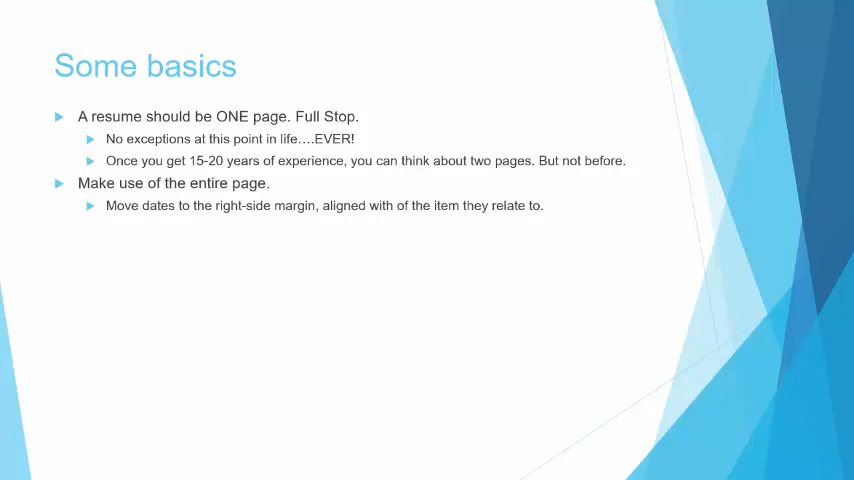 Some basics
A resume should be ONE page. Full Stop.
No exceptions at this point in life….EVER!
Once you get 15-20 years of experience, you can think about two pages. But not before.
Make use of the entire page.
Move dates to the right-side margin, aligned with of the item they relate to.